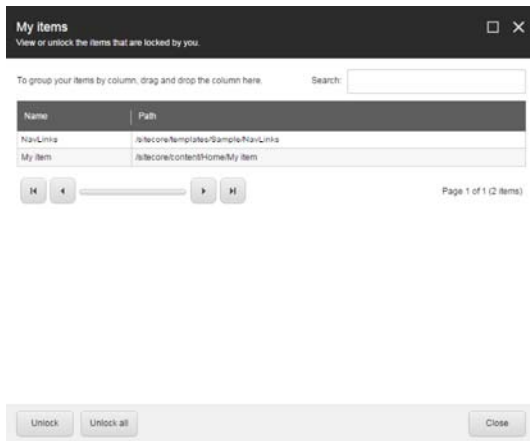 My items
View or unlock the items that are locked by you.
To group your items by column, drag and drop the column here. Search:
Name Path
NavLinks /sitecore/templates/Sample/NavLinks
My item /sitecore/content/Home/My item
Page 1 of 1 (2 items)
Unlock Unlock all Close